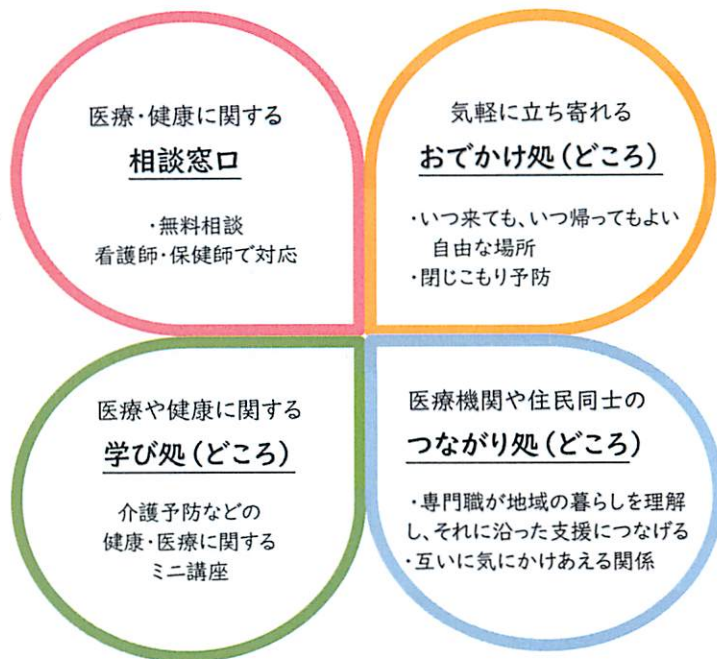 医療・健康に関する
相談窓口
・無料相談
看護師・保健師で対応
気軽に立ち寄れる
おでかけ処(どころ)
・いつ来ても、いつ帰ってもよい
自由な場所
・閉じこもり予防
医療や健康に関する
学び処(どころ)
介護予防などの
健康・医療に関する
ミニ講座
医療機関や住民同士の
つながり処(どころ)
・専門職が地域の暮らしを理解
し、それに沿った支援につなげる
・互いに気にかけあえる関係